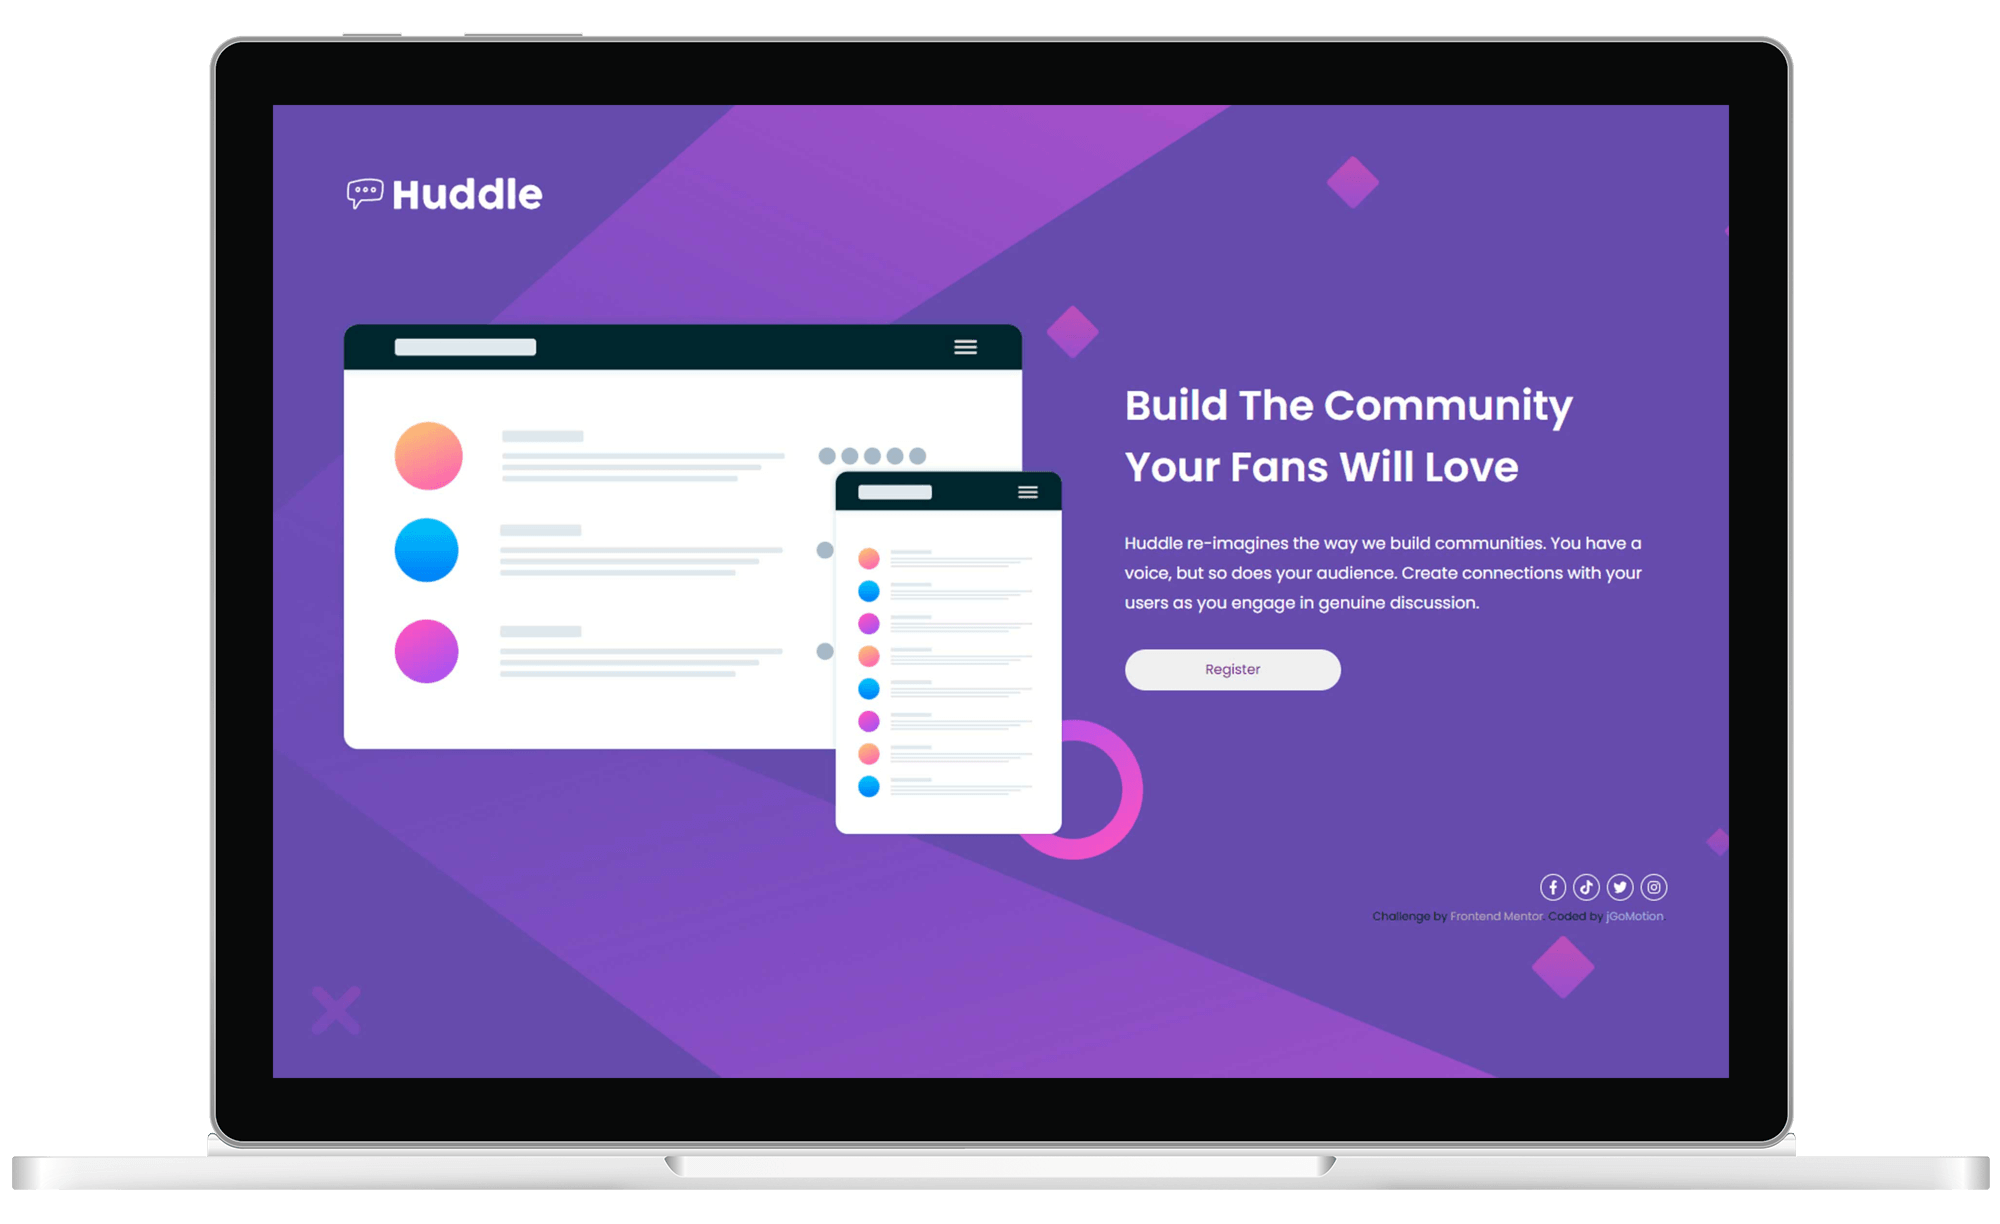 Huddle
Build The Community
Your Fans Will Love
Huddle re-imagines the way we build communities. You have a
voice, but so does your audience. Create connections with your
users as you engage in genuine discussion.
Register
Challenge by Frontend Mentor. Coded by jGoMotion